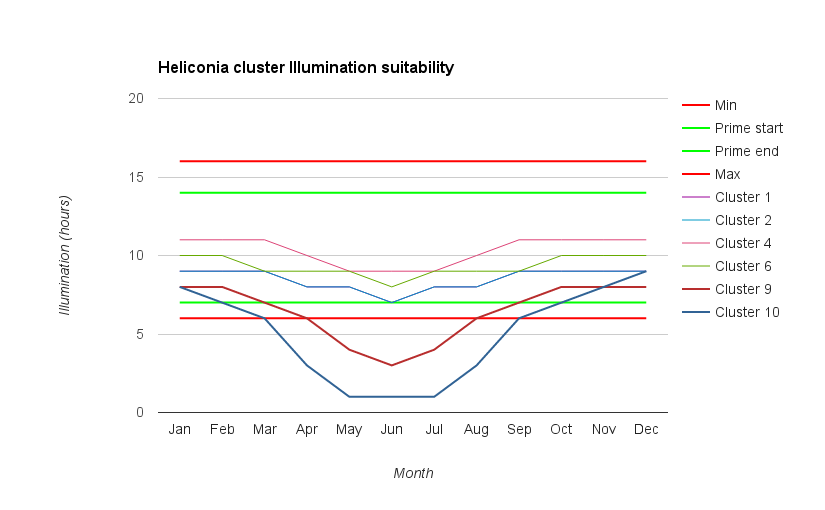 Heliconia cluster Illumination suitability
20
15
10
5
0
Illumination (hours)
Jan Feb Mar Apr May Jun Jul Aug Sep Oct Nov Dec
Month
Min
Prime start
Prime end
Max
Cluster 1
Cluster 2
Cluster 4
Cluster 6
Cluster 9
Cluster 10